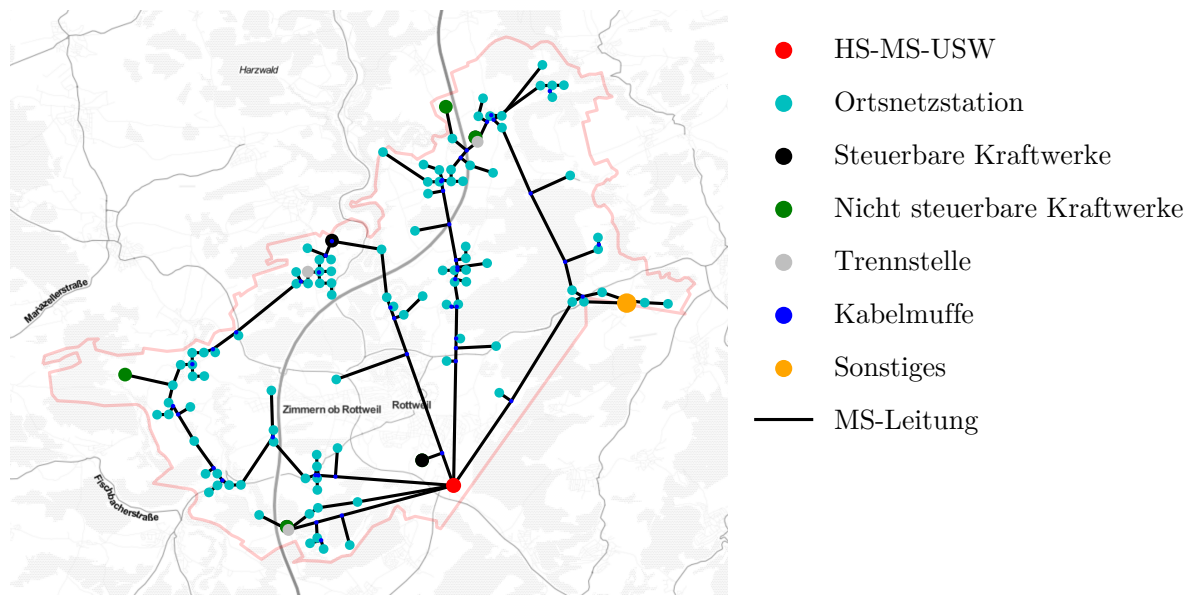 Harzwald
Mariazellerstraße
Zimmern ob Rottweil
Rottweil
Fischbacherstraße
HS-MS-USW
Ortsnetzstation
Steuerbare Kraftwerke
Nicht steuerbare Kraftwerke
Trennstelle
Kabelmuffe
Sonstiges
MS-Leitung